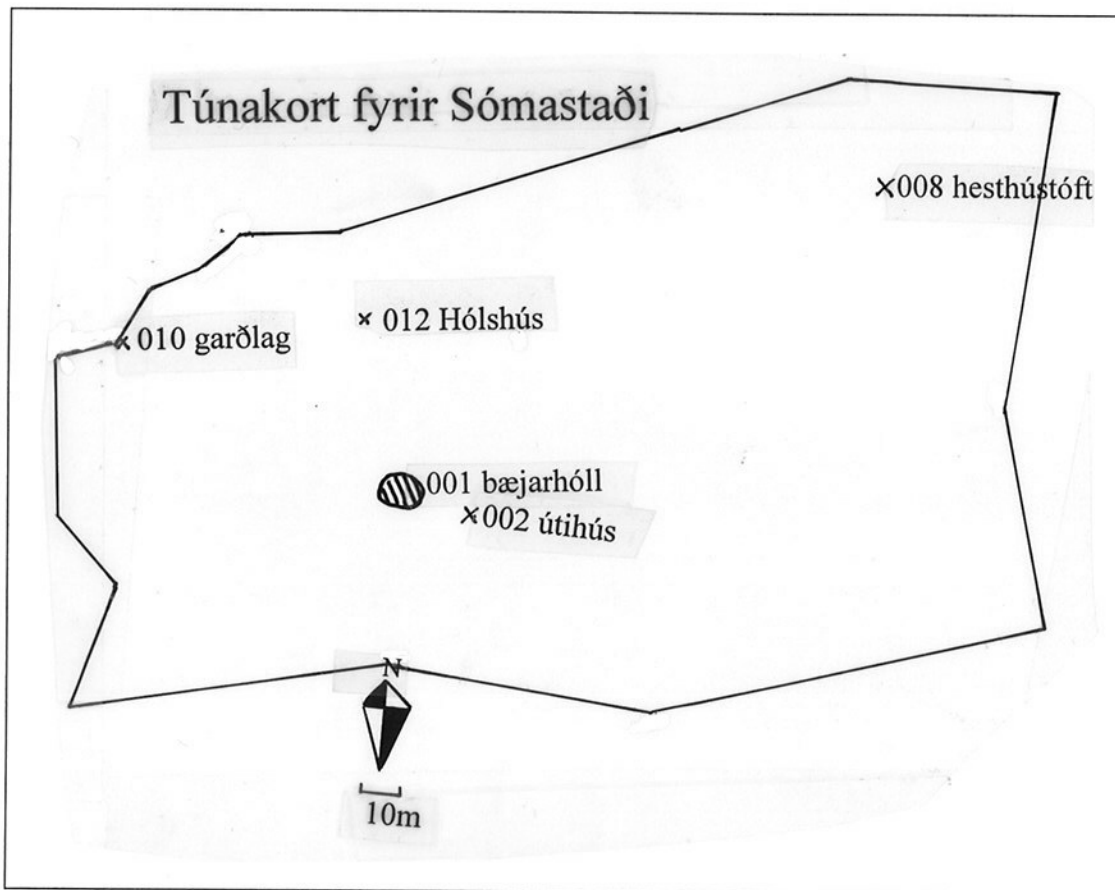 Túnakort fyrir Sómastaði
×008 hesthústóft
× 012 Hólshús
×010 garðlag
001 bæjarhóll
×002 útihús
N
10m